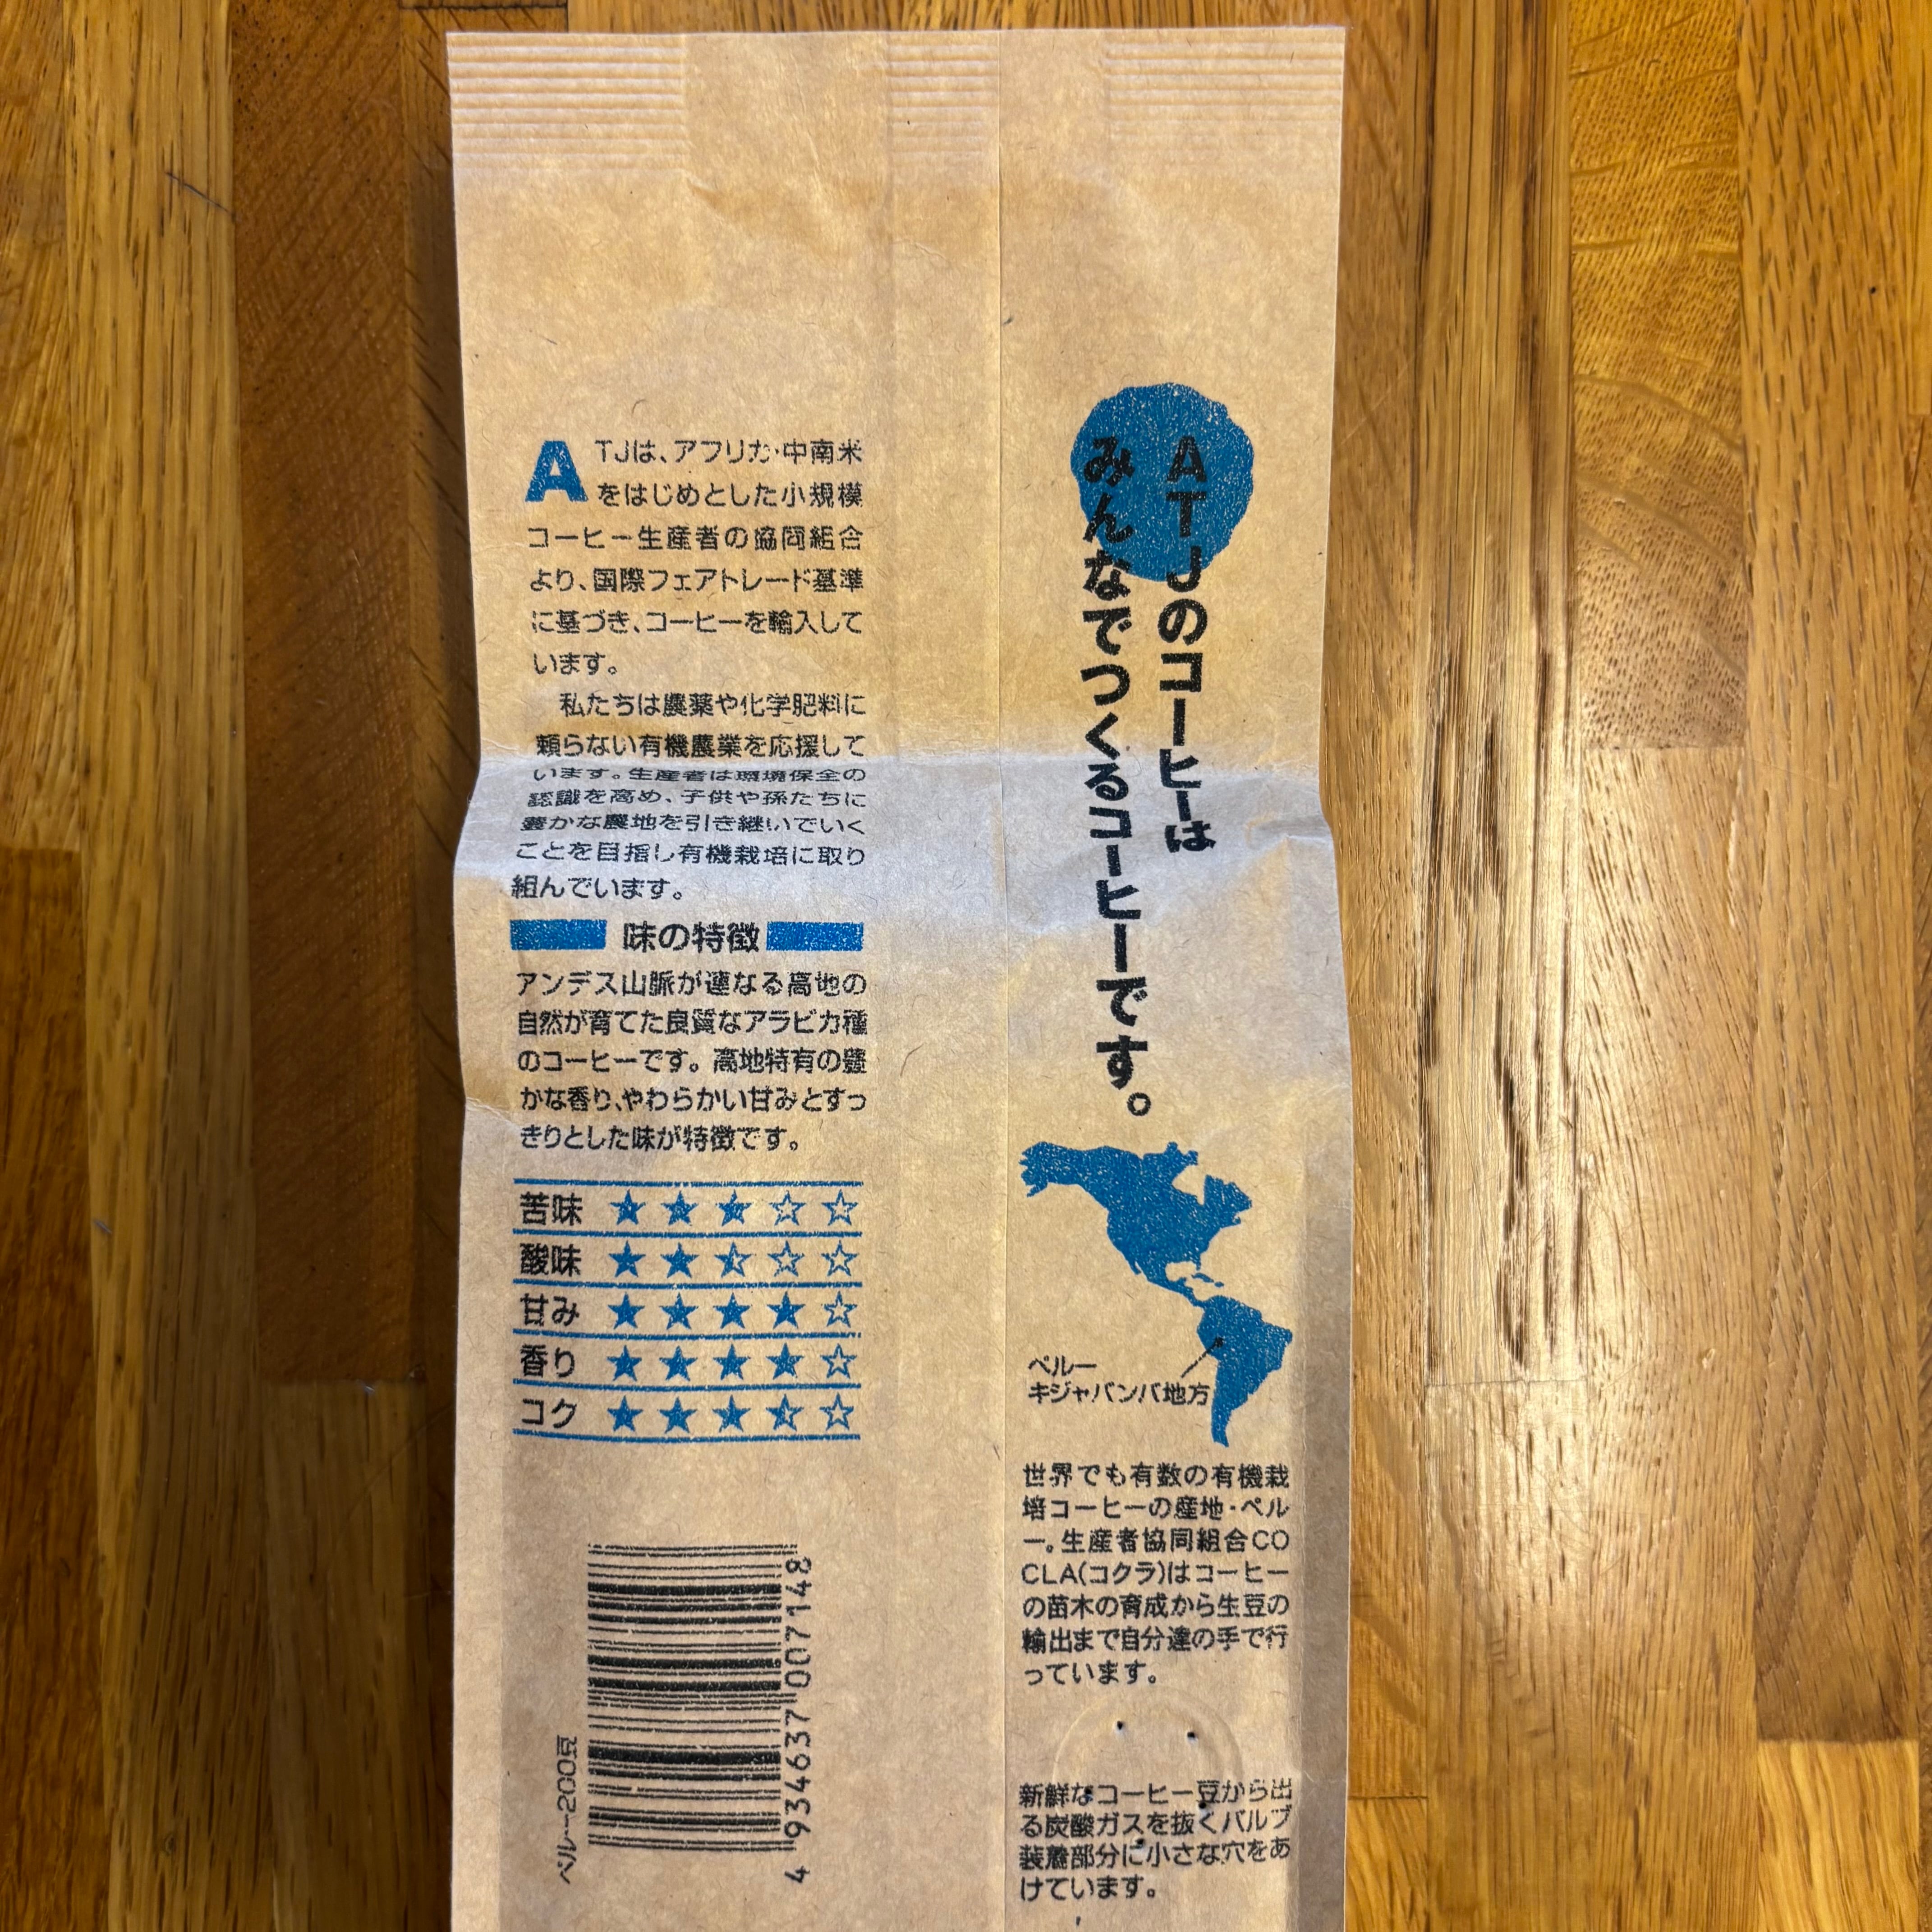 ATJは、アフリカ・中南米
をはじめとした小規模
コーヒー生産者の協同組合
より、国際フェアトレード基準
に基づき、コーヒーを輸入して
います。
私たちは農薬や化学肥料に
頼らない有機農業を応援して
います。生産者は環境保全の
認識を高め、子供や孫たちに
豊かな農地を引き継いでいく
ことを目指し有機栽培に取り
組んでいます。
味の特徴
アンデス山脈が連なる高地の
自然が育てた良質なアラビカ種
のコーヒーです。高地特有の豊
かな香り、やわらかい甘みとすっ
きりとした味が特徴です。
苦味 ★★★☆☆
酸味 ★★⯪☆☆
甘み ★★★★☆
香り ★★★★☆
コク ★★★⯪☆
ペルー200豆
4 934637 007148
ATJのコーヒーは
みんなでつくるコーヒーです。
ペルー
キジャバンバ地方
世界でも有数の有機栽
培コーヒーの産地・ペル
ー。生産者協同組合CO
CLA(コクラ)はコーヒー
の苗木の育成から生豆の
輸出まで自分達の手で行
っています。
新鮮なコーヒー豆から出
る炭酸ガスを抜くバルブ
装着部分に小さな穴をあ
けています。